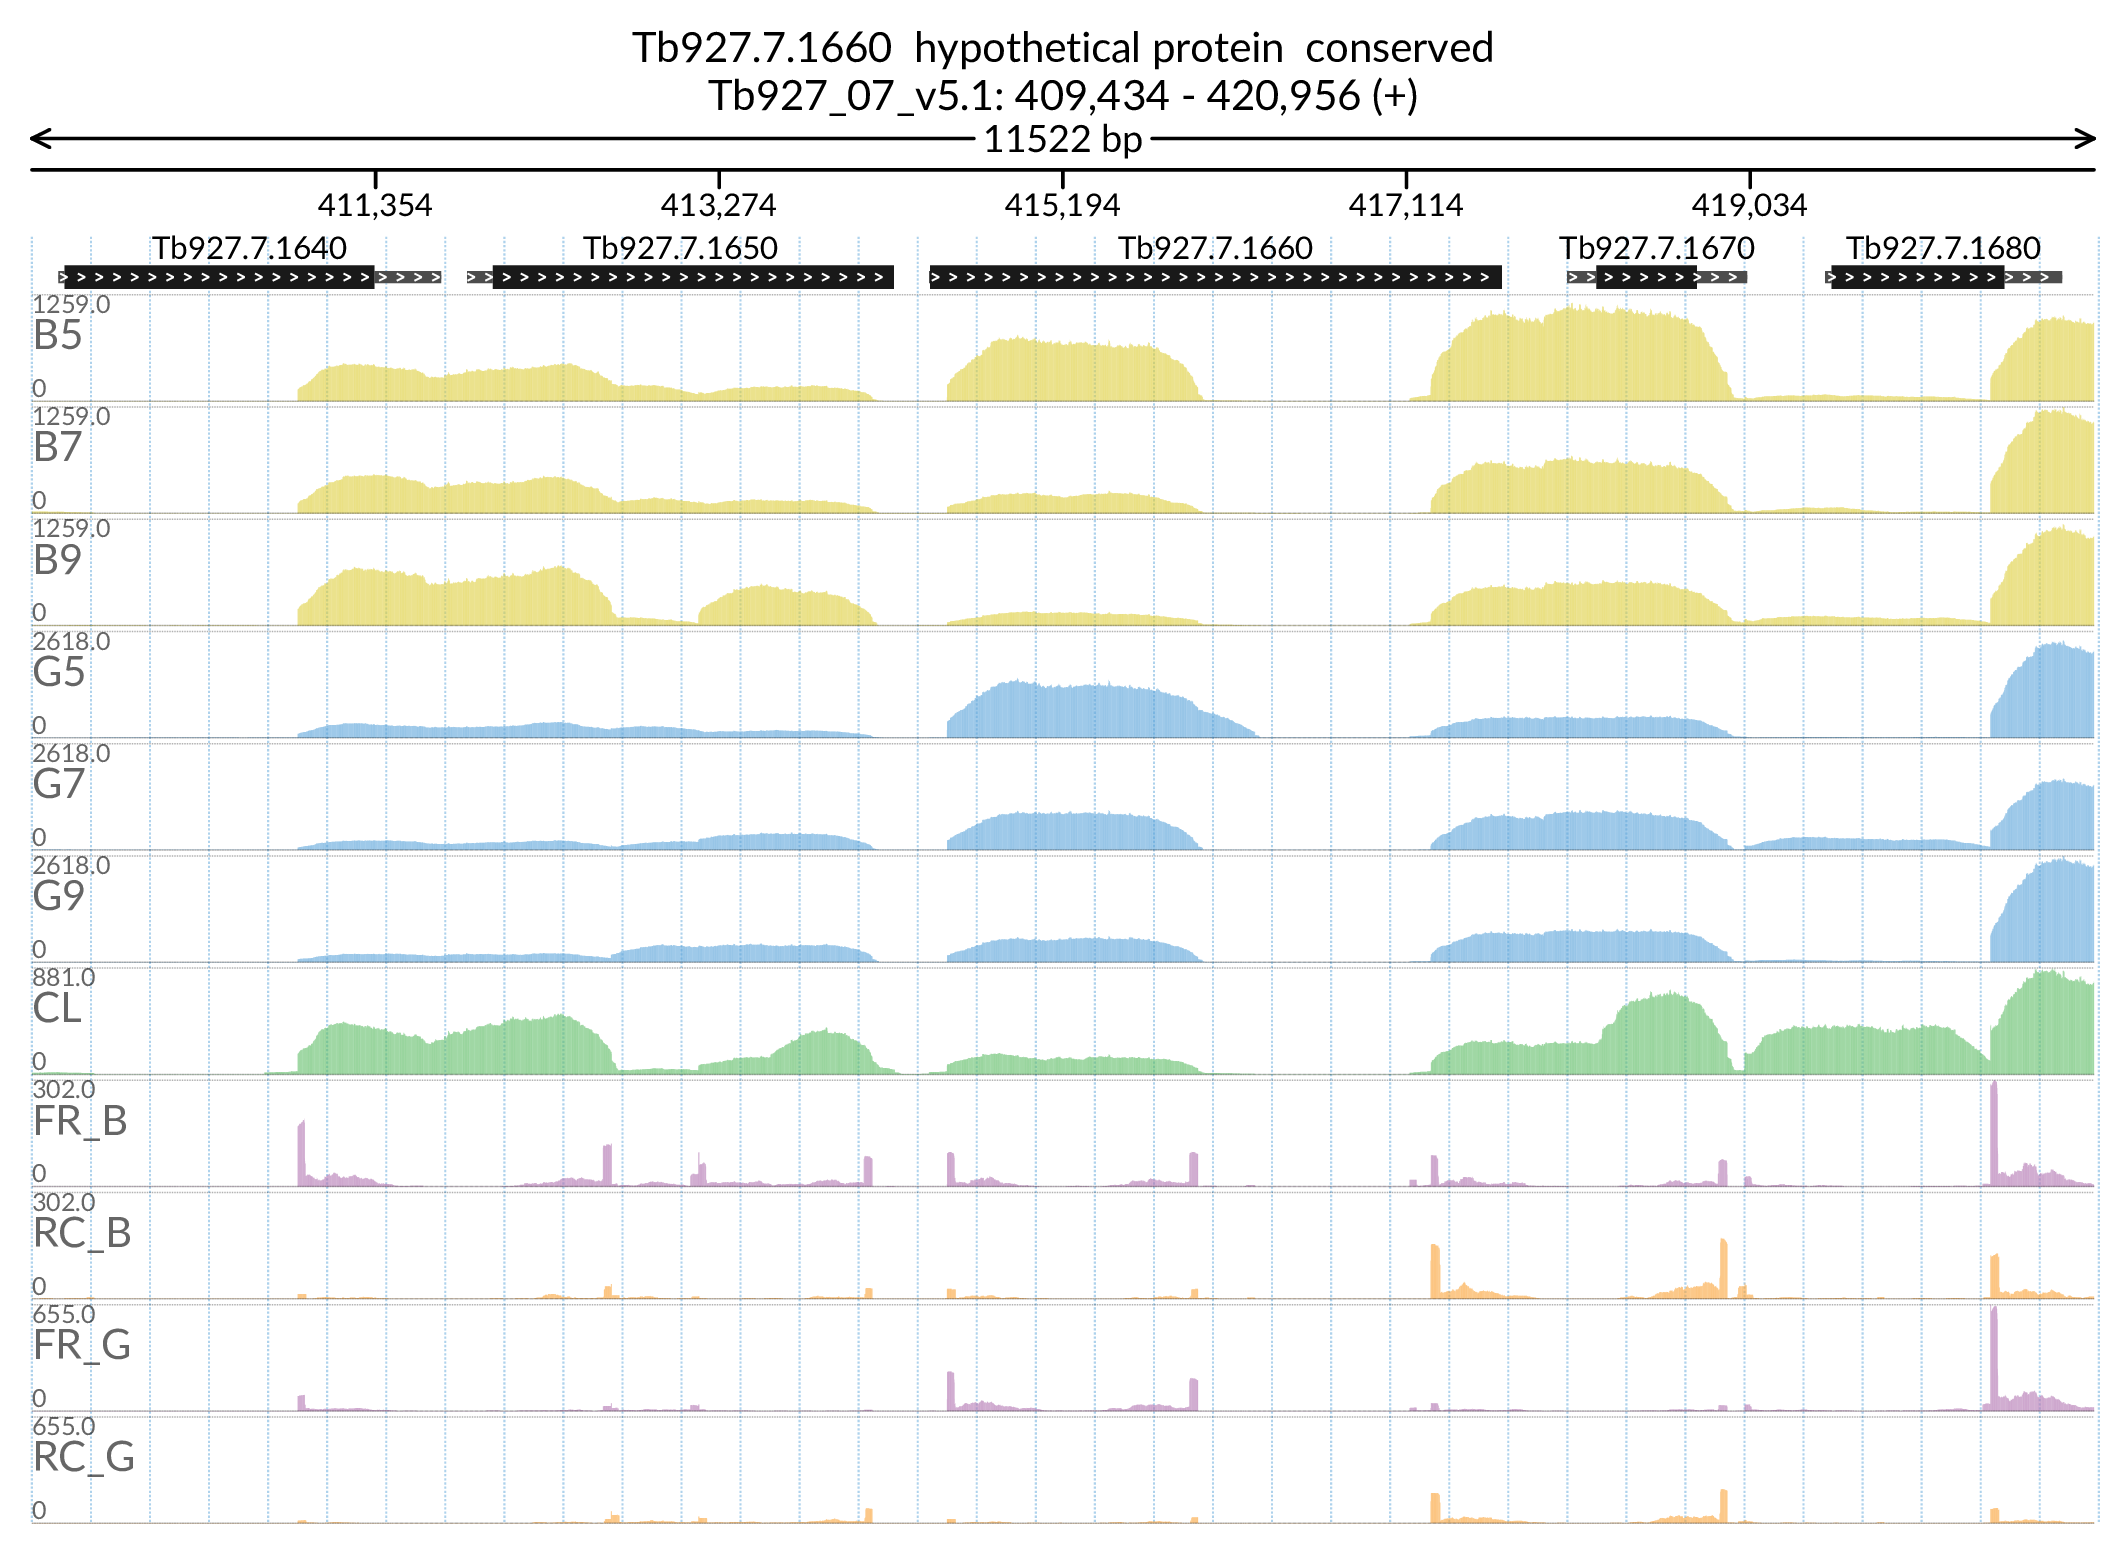 Tb927.7.1660  hypothetical protein  conserved
Tb927_07_v5.1: 409,434 - 420,956 (+)
11522 bp
411,354 413,274 415,194 417,114 419,034
Tb927.7.1640 Tb927.7.1650 Tb927.7.1660 Tb927.7.1670 Tb927.7.1680
1259.0
B5
0
1259.0
B7
0
1259.0
B9
0
2618.0
G5
0
2618.0
G7
0
2618.0
G9
0
881.0
CL
0
302.0
FR_B
0
302.0
RC_B
0
655.0
FR_G
0
655.0
RC_G
0